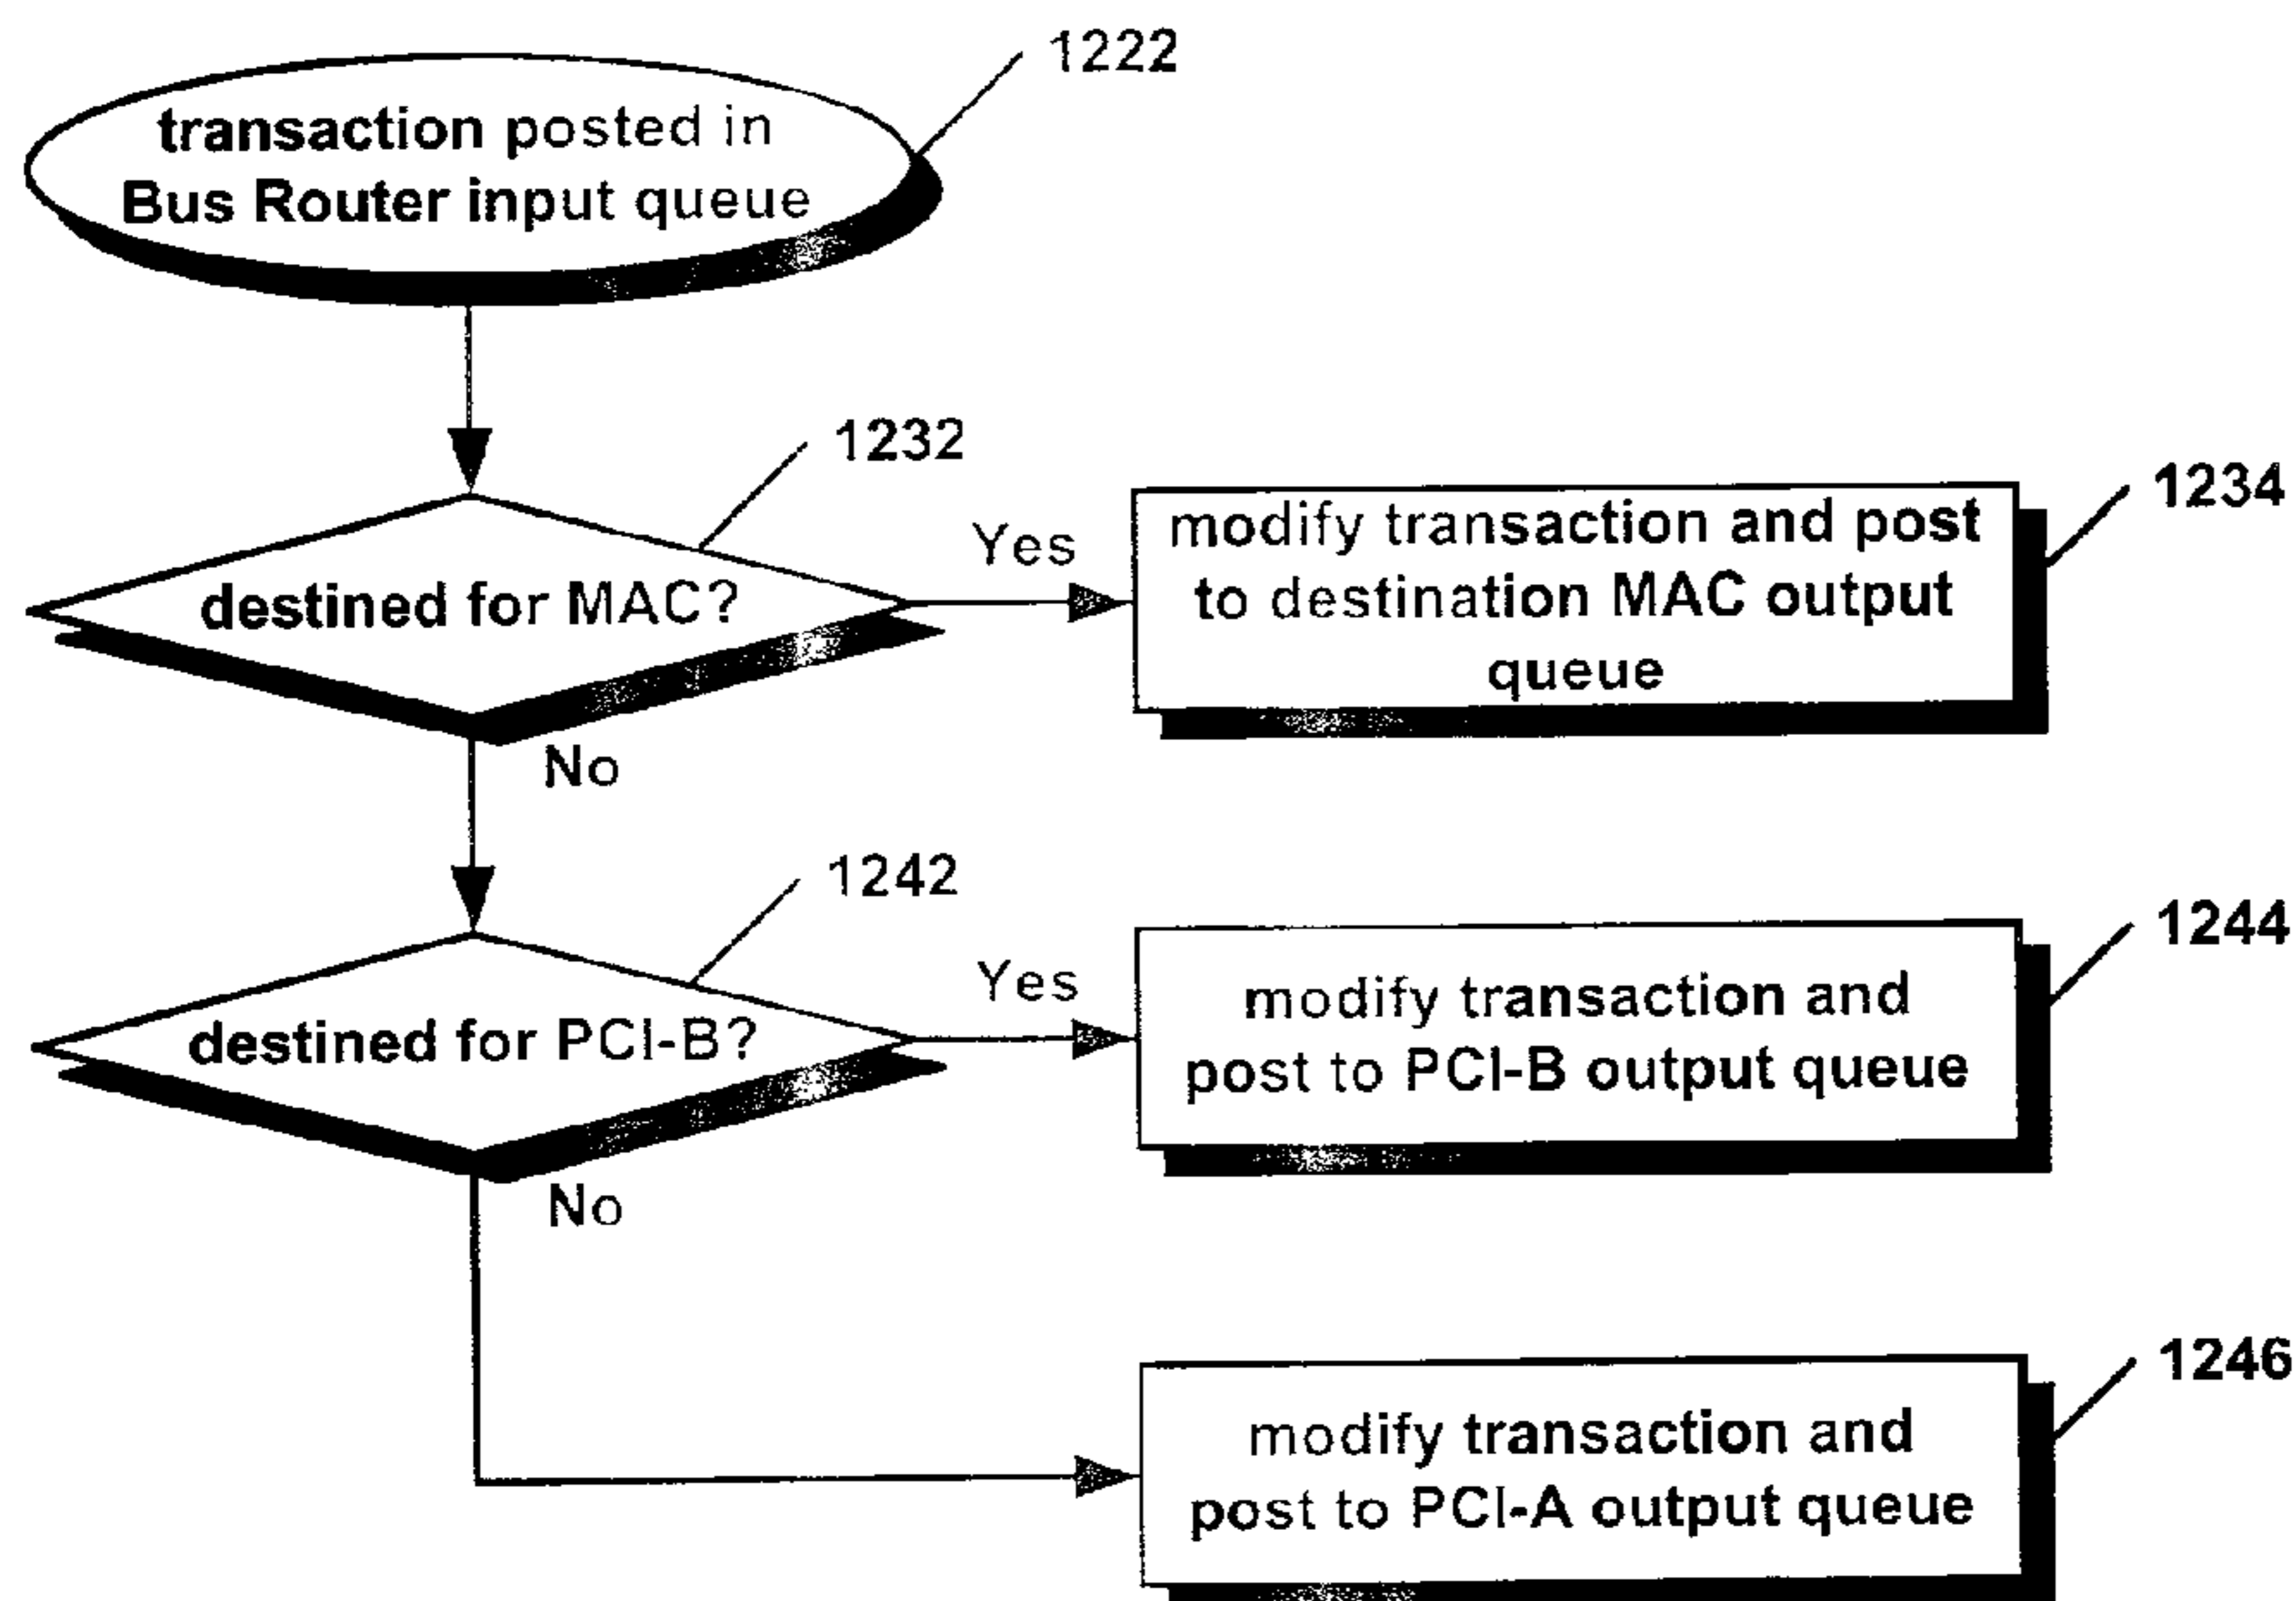 1222
transaction posted in
Bus Router input queue
1232
destined for MAC?
Yes
1234
modify transaction and post
to destination MAC output
queue
No
1242
destined for PCI-B?
Yes
1244
modify transaction and
post to PCI-B output queue
No
1246
modify transaction and
post to PCI-A output queue